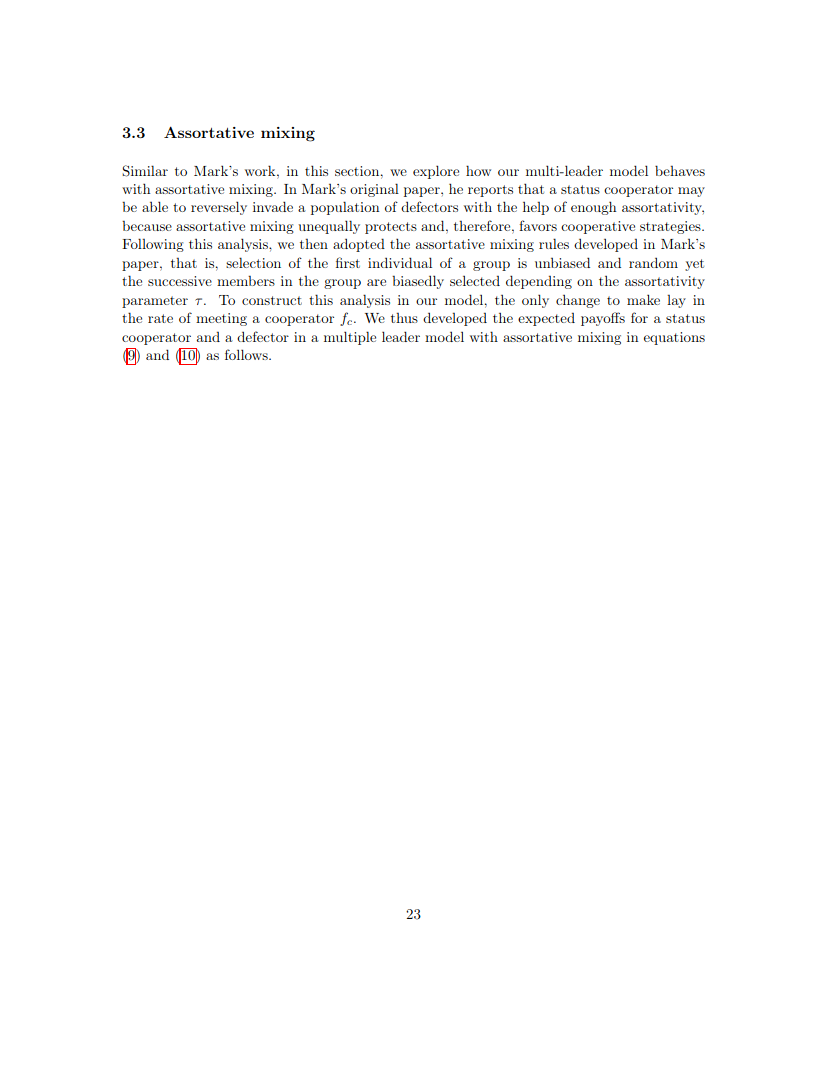 3.3 Assortative mixing
Similar to Mark's work, in this section, we explore how our multi-leader model behaves
with assortative mixing. In Mark's original paper, he reports that a status cooperator may
be able to reversely invade a population of defectors with the help of enough assortativity,
because assortative mixing unequally protects and, therefore, favors cooperative strategies.
Following this analysis, we then adopted the assortative mixing rules developed in Mark's
paper, that is, selection of the first individual of a group is unbiased and random yet
the successive members in the group are biasedly selected depending on the assortativity
parameter τ. To construct this analysis in our model, the only change to make lay in
the rate of meeting a cooperator f_c. We thus developed the expected payoffs for a status
cooperator and a defector in a multiple leader model with assortative mixing in equations
(9) and (10) as follows.
23